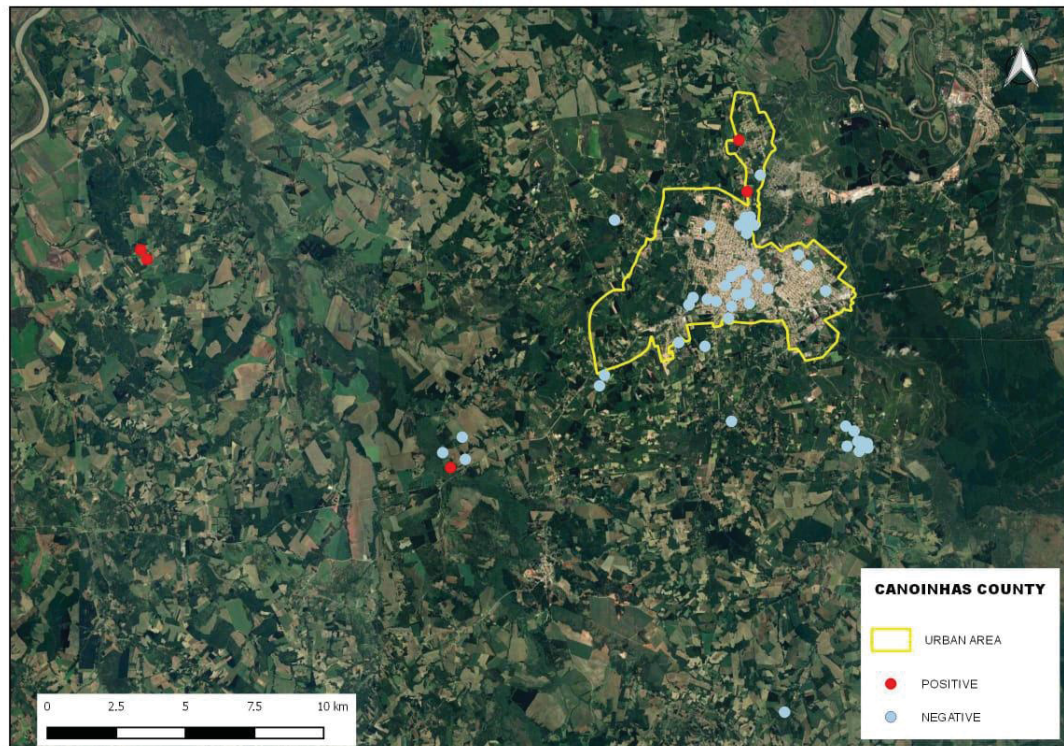 CANOINHAS COUNTY
URBAN AREA
POSITIVE
NEGATIVE
0 2.5 5 7.5 10 km